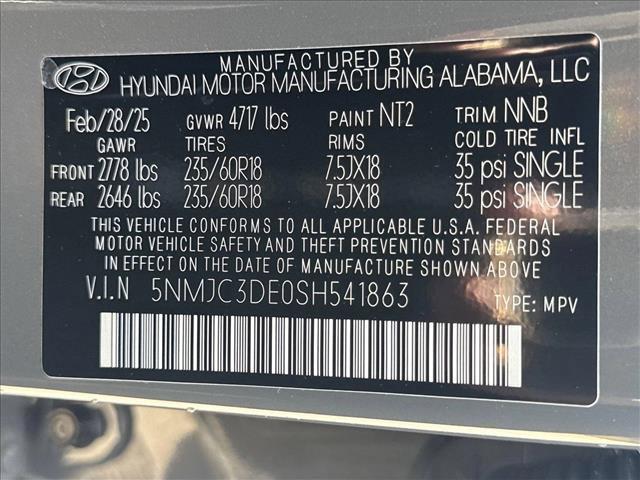 MANUFACTURED BY
HYUNDAI MOTOR MANUFACTURING ALABAMA, LLC
Feb/28/25 GVWR 4717 lbs PAINT NT2 TRIM NNB
GAWR TIRES RIMS COLD TIRE INFL
FRONT 2778 lbs 235/60R18 7.5JX18 35 psi SINGLE
REAR 2646 lbs 235/60R18 7.5JX18 35 psi SINGLE
THIS VEHICLE CONFORMS TO ALL APPLICABLE U.S.A. FEDERAL
MOTOR VEHICLE SAFETY AND THEFT PREVENTION STANDARDS
IN EFFECT ON THE DATE OF MANUFACTURE SHOWN ABOVE.
V.I.N 5NMJC3DE0SH541863 TYPE: MPV